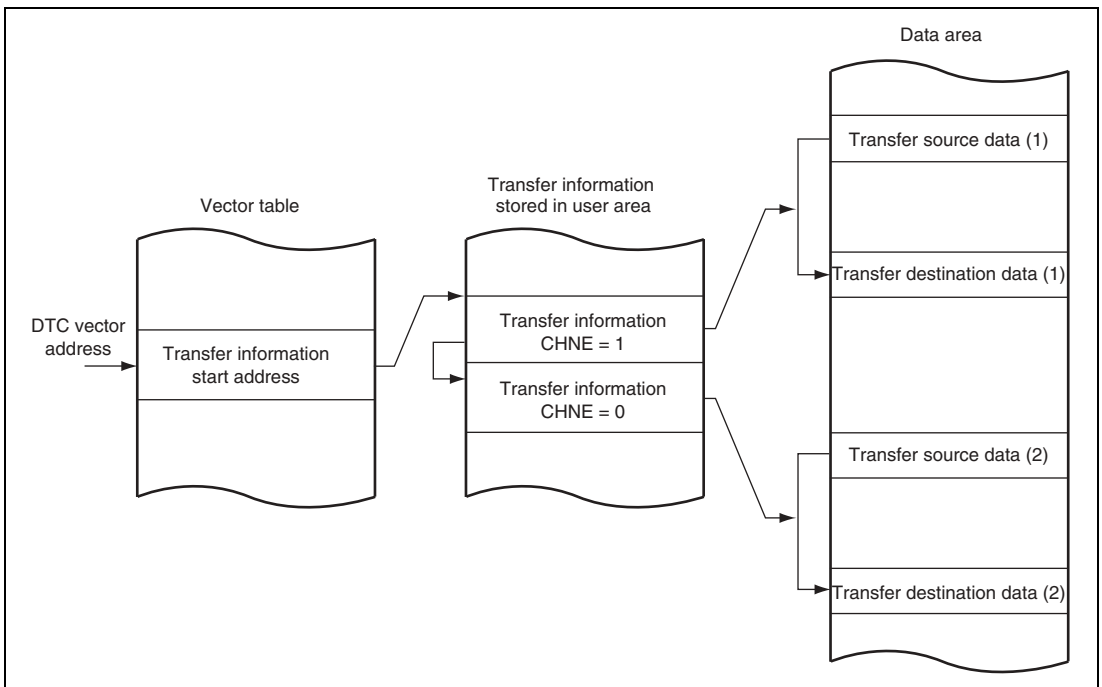 Data area
Transfer source data (1)
Transfer information
stored in user area
Vector table
Transfer destination data (1)
DTC vector
address
Transfer information
start address
Transfer information
CHNE = 1
Transfer information
CHNE = 0
Transfer source data (2)
Transfer destination data (2)